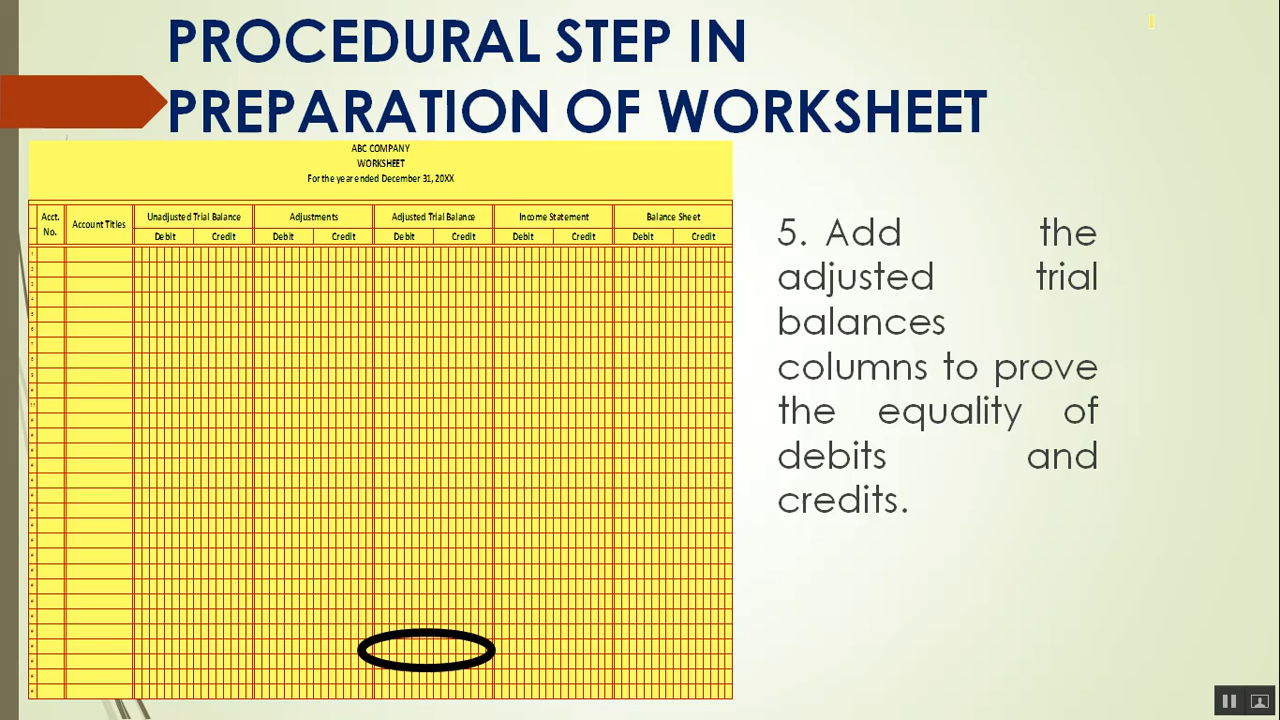 PROCEDURAL STEP IN
PREPARATION OF WORKSHEET
ABC COMPANY
WORKSHEET
For the year ended December 31, 20XX
Acct. No.
Account Titles
Unadjusted Trial Balance
Adjustments
Adjusted Trial Balance
Income Statement
Balance Sheet
Debit Credit Debit Credit Debit Credit Debit Credit Debit Credit
5. Add the
adjusted trial
balances
columns to prove
the equality of
debits and
credits.